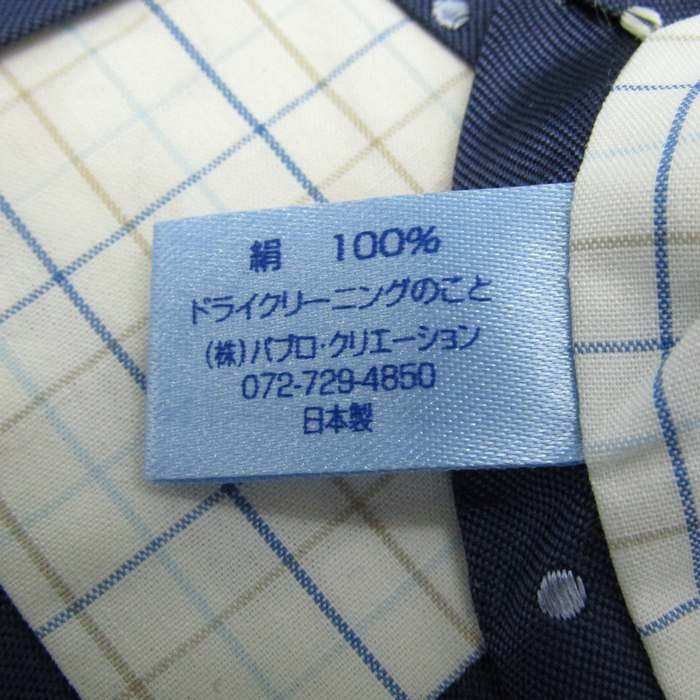 絹 100%
ドライクリーニングのこと
(株)パブロ・クリエーション
072-729-4850
日本製